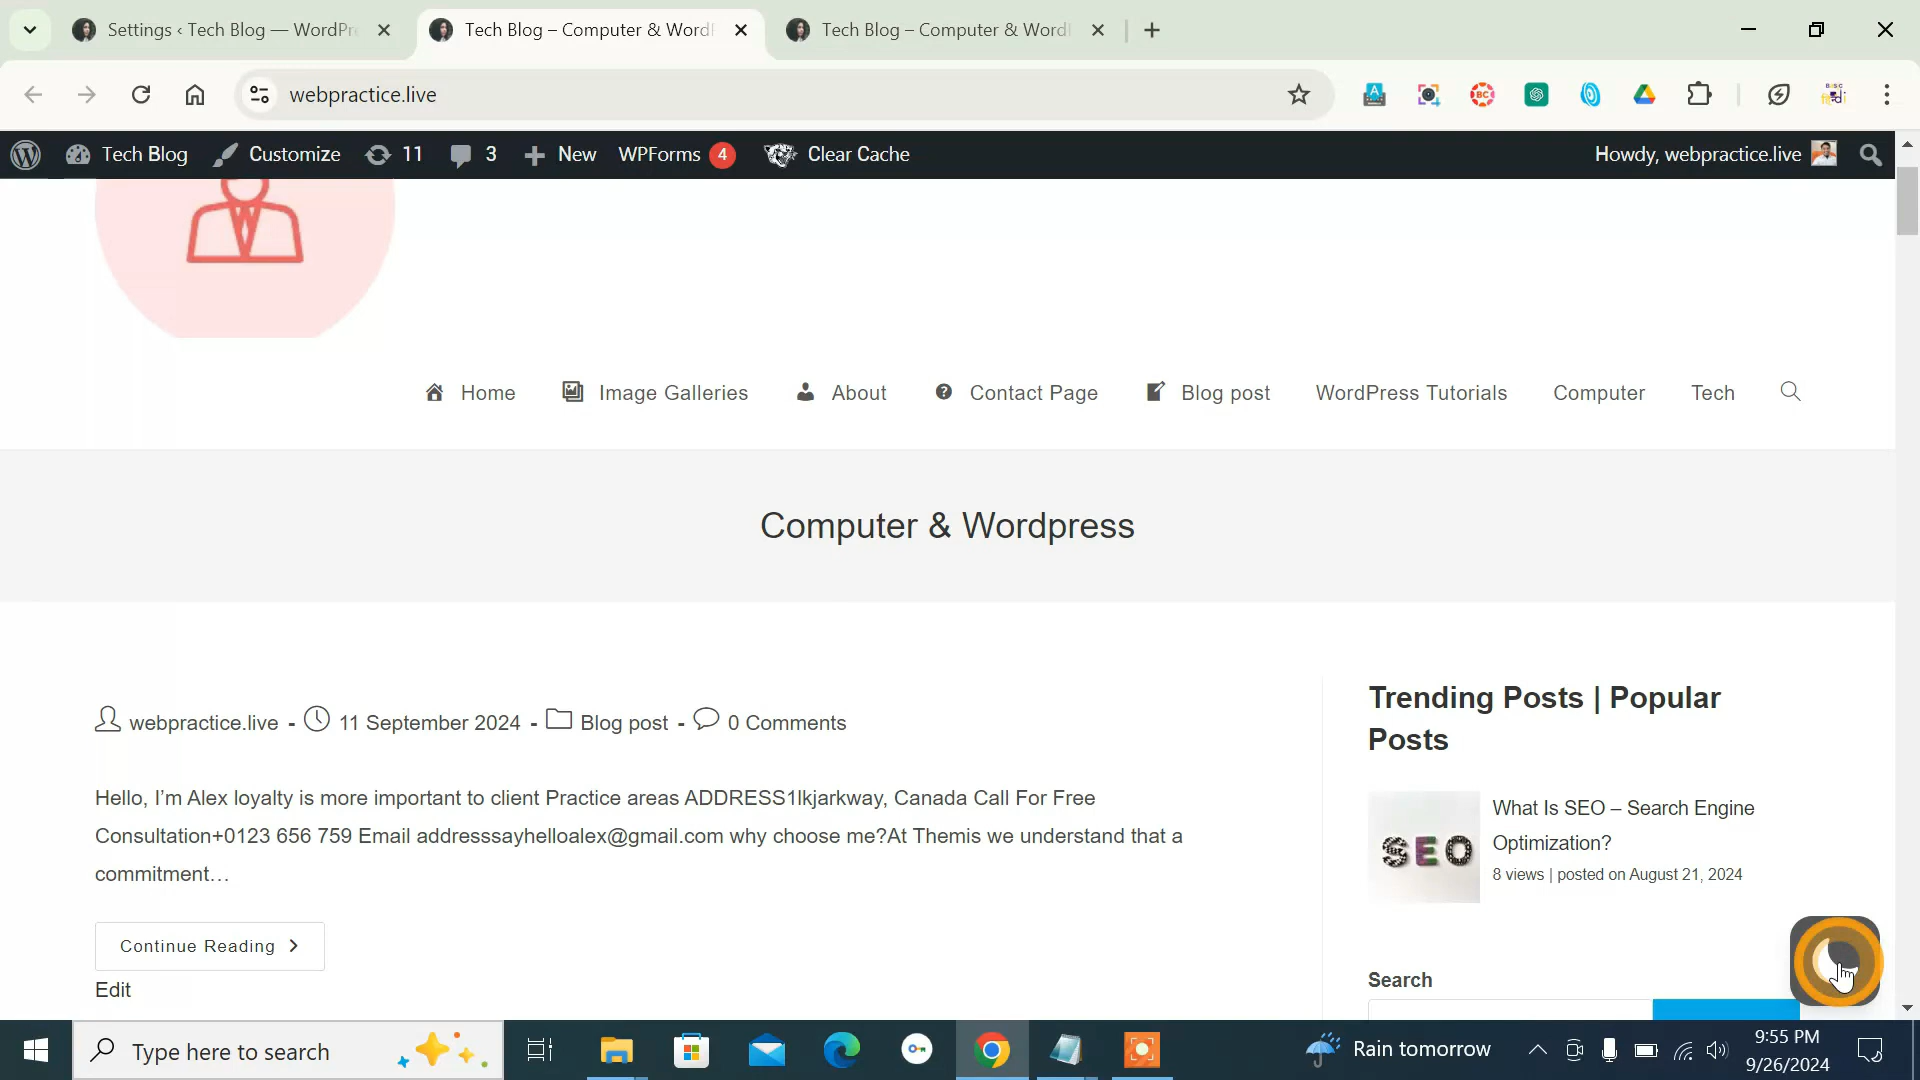 Settings ‹ Tech Blog — WordPr
Tech Blog – Computer & Word
Tech Blog – Computer & Word
webpractice.live
Tech Blog
Customize
11
3
New
WPForms 4
Clear Cache
Howdy, webpractice.live
Home
Image Galleries
About
Contact Page
Blog post
WordPress Tutorials
Computer
Tech
Computer & Wordpress
webpractice.live - 11 September 2024 - Blog post - 0 Comments
Hello, I’m Alex loyalty is more important to client Practice areas ADDRESS1lkjarkway, Canada Call For Free
Consultation+0123 656 759 Email addresssayhelloalex@gmail.com why choose me?At Themis we understand that a
commitment…
Continue Reading
Edit
Trending Posts | Popular
Posts
SEO
What Is SEO – Search Engine
Optimization?
8 views | posted on August 21, 2024
Search
Type here to search
Rain tomorrow
9:55 PM
9/26/2024